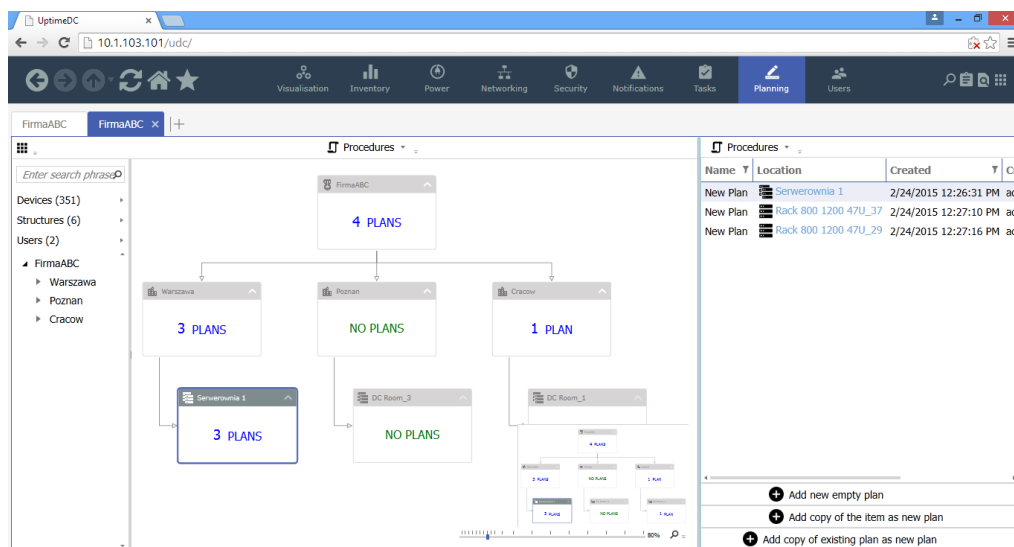 UptimeDC
10.1.103.101/udc/
Visualisation
Inventory
Power
Networking
Security
Notifications
Tasks
Planning
Users
FirmaABC
FirmaABC
Enter search phrase
Devices (351)
Structures (6)
Users (2)
FirmaABC
Warszawa
Poznan
Cracow
Procedures
FirmaABC
4 PLANS
Warszawa
Poznan
Cracow
3 PLANS
NO PLANS
1 PLAN
Serwerownia 1
DC Room_3
DC Room_1
3 PLANS
NO PLANS
4 PLANS
3 PLANS
NO PLANS
1 PLAN
3 PLANS
NO PLANS
1 PLAN
80%
Procedures
Name Location Created
New Plan Serwerownia 1 2/24/2015 12:26:31 PM
New Plan Rack 800 1200 47U_37 2/24/2015 12:27:10 PM
New Plan Rack 800 1200 47U_29 2/24/2015 12:27:16 PM
Add new empty plan
Add copy of the item as new plan
Add copy of existing plan as new plan